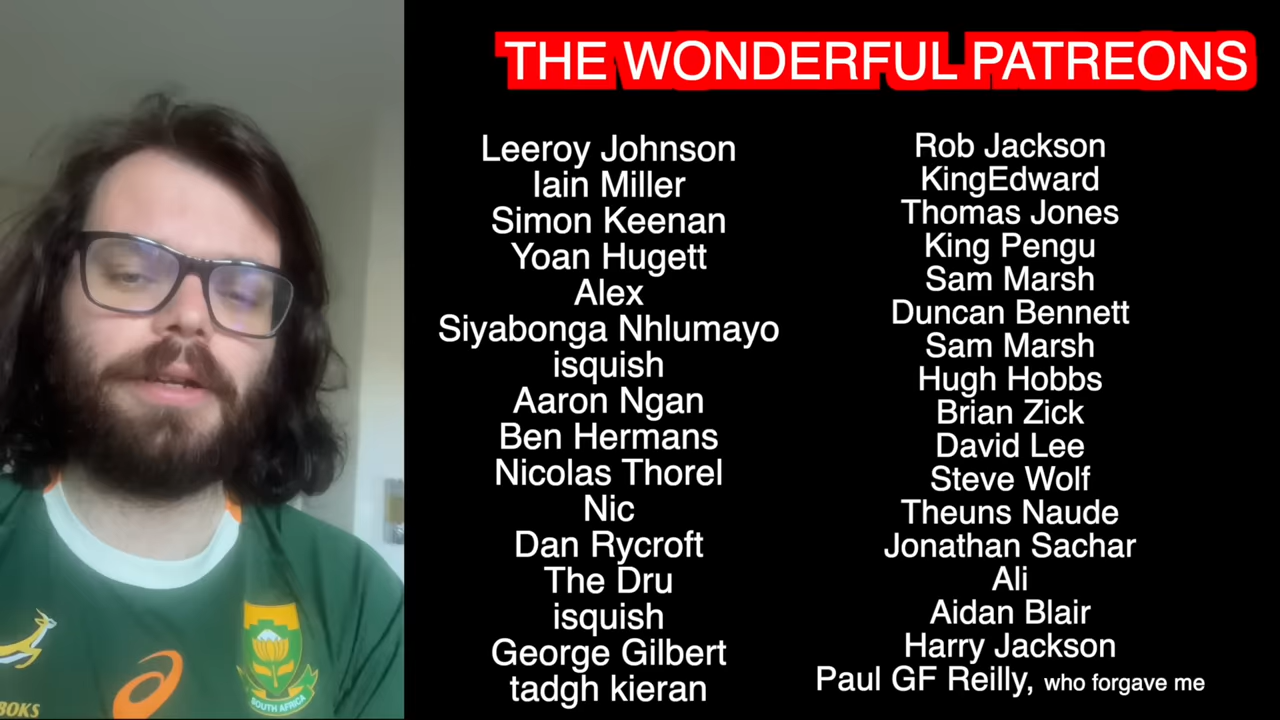 THE WONDERFUL PATREONS
Leeroy Johnson
Iain Miller
Simon Keenan
Yoan Hugett
Alex
Siyabonga Nhlumayo
isquish
Aaron Ngan
Ben Hermans
Nicolas Thorel
Nic
Dan Rycroft
The Dru
isquish
George Gilbert
tadgh kieran
Rob Jackson
KingEdward
Thomas Jones
King Pengu
Sam Marsh
Duncan Bennett
Sam Marsh
Hugh Hobbs
Brian Zick
David Lee
Steve Wolf
Theuns Naude
Jonathan Sachar
Ali
Aidan Blair
Harry Jackson
Paul GF Reilly, who forgave me
BOKS
SOUTH AFRICA